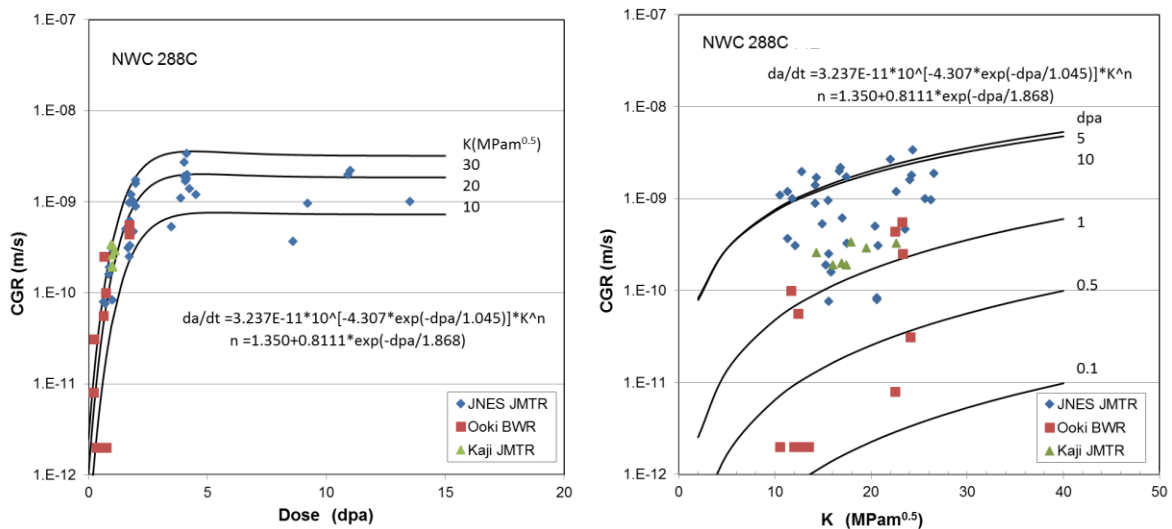 1.E-07
1.E-08
1.E-09
1.E-10
1.E-11
1.E-12
CGR (m/s)
NWC 288C
K(MPam^0.5)
30
20
10
da/dt =3.237E-11*10^[-4.307*exp(-dpa/1.045)]*K^n
n =1.350+0.8111*exp(-dpa/1.868)
JNES JMTR
Ooki BWR
Kaji JMTR
0
5
10
15
20
Dose (dpa)
1.E-07
1.E-08
1.E-09
1.E-10
1.E-11
1.E-12
CGR (m/s)
NWC 288C
da/dt =3.237E-11*10^[-4.307*exp(-dpa/1.045)]*K^n
n =1.350+0.8111*exp(-dpa/1.868)
dpa
5
10
1
0.5
0.1
JNES JMTR
Ooki BWR
Kaji JMTR
0
10
20
30
40
50
K (MPam^0.5)